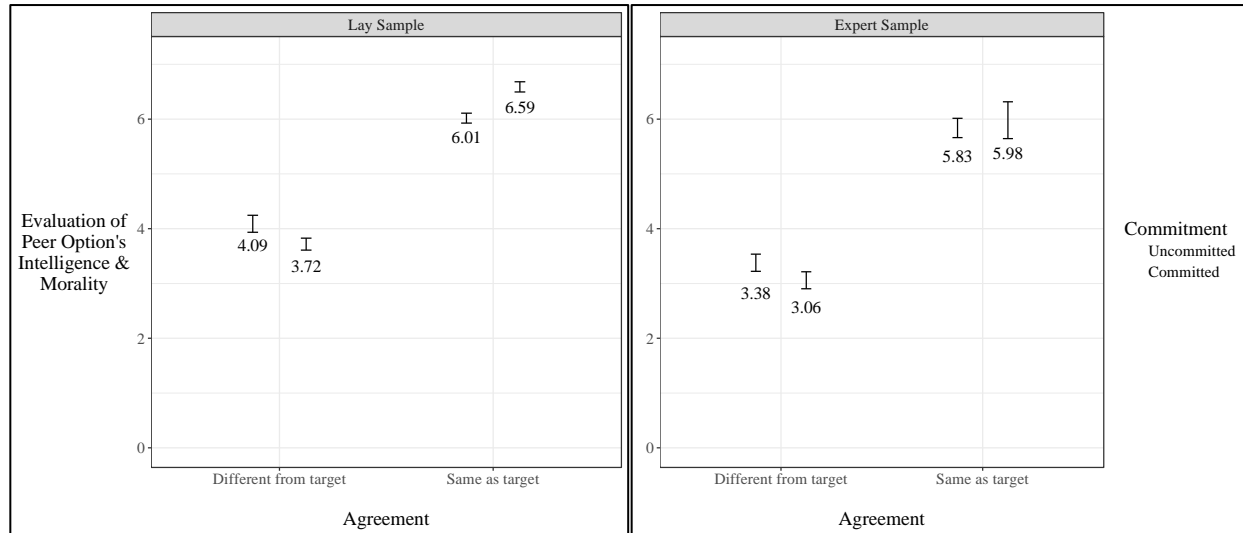 Lay Sample
Expert Sample
Evaluation of
Peer Option's
Intelligence &
Morality
6
4
2
0
4.09
3.72
6.01
6.59
Different from target
Same as target
Agreement
6
4
2
0
3.38
3.06
5.83
5.98
Different from target
Same as target
Agreement
Commitment
Uncommitted
Committed